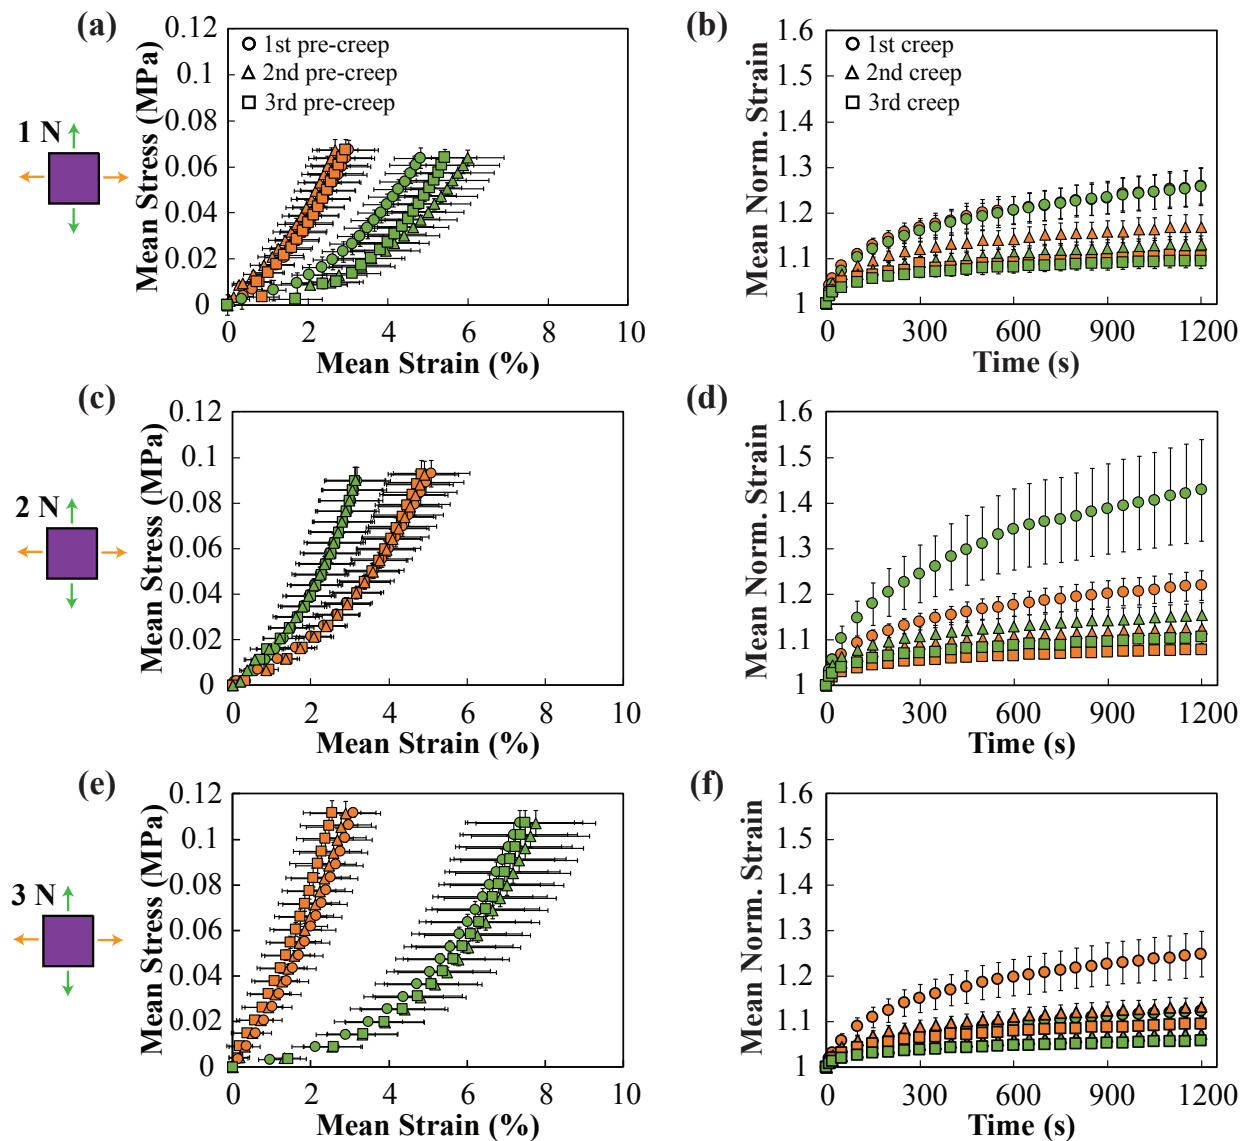 (a)
0.12
0.1
0.08
0.06
0.04
0.02
0
Mean Stress (MPa)
1st pre-creep
2nd pre-creep
3rd pre-creep
0 2 4 6 8 10
Mean Strain (%)
1 N
(b)
1.6
1.5
1.4
1.3
1.2
1.1
1
Mean Norm. Strain
1st creep
2nd creep
3rd creep
0 300 600 900 1200
Time (s)
(c)
0.12
0.1
0.08
0.06
0.04
0.02
0
Mean Stress (MPa)
0 2 4 6 8 10
Mean Strain (%)
2 N
(d)
1.6
1.5
1.4
1.3
1.2
1.1
1
Mean Norm. Strain
0 300 600 900 1200
Time (s)
(e)
0.12
0.1
0.08
0.06
0.04
0.02
0
Mean Stress (MPa)
0 2 4 6 8 10
Mean Strain (%)
3 N
(f)
1.6
1.5
1.4
1.3
1.2
1.1
1
Mean Norm. Strain
0 300 600 900 1200
Time (s)